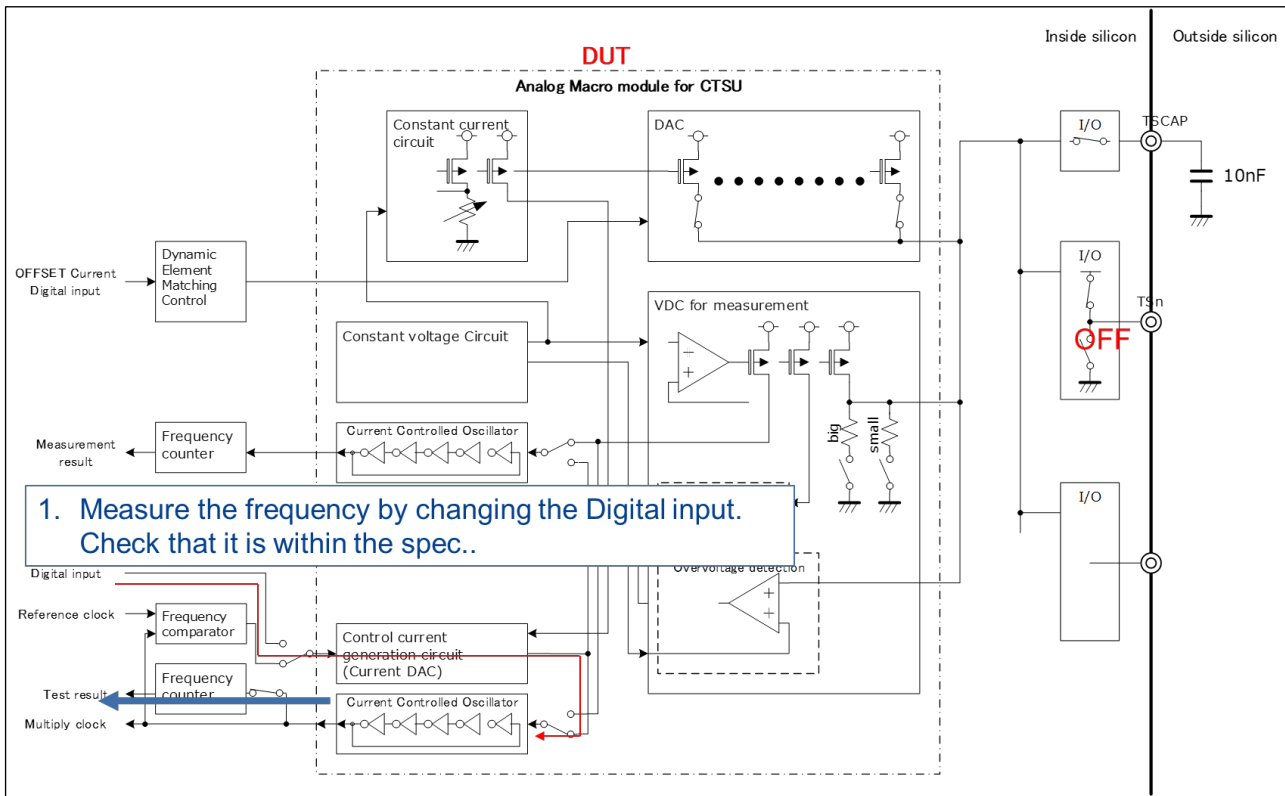 Inside silicon
Outside silicon
DUT
Analog Macro module for CTSU
Constant current
circuit
DAC
I/O
TSCAP
10nF
OFFSET Current
Digital input
Dynamic
Element
Matching
Control
I/O
TSn
OFF
Constant voltage Circuit
VDC for measurement
big
small
Measurement
result
Frequency
counter
Current Controlled Oscillator
I/O
1. Measure the frequency by changing the Digital input.
Check that it is within the spec..
Overvoltage detection
Digital input
Reference clock
Frequency
comparator
Control current
generation circuit
(Current DAC)
Test result
Frequency
counter
Multiply clock
Current Controlled Oscillator